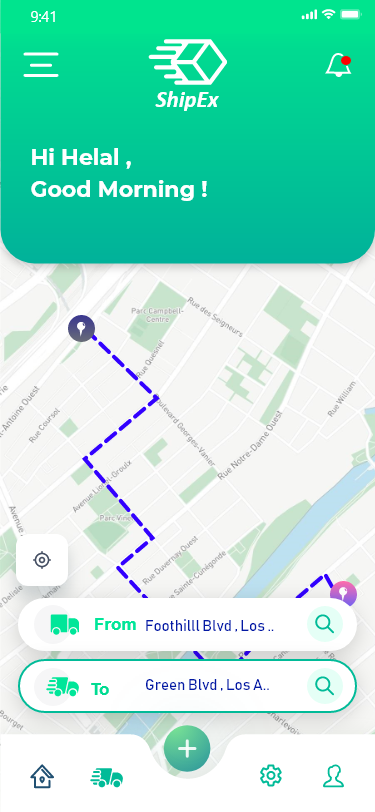 9:41
ShipEx
Hi Helal ,
Good Morning !
Parc Campbell-
Centre
Rue des Seigneurs
Rue Quesnel
Rue William
-Antoine Ouest
Rue Coursol
Boulevard Georges-Vanier
Rue Notre-Dame Ouest
Avenue Lionel-Groulx
Parc Vinet
Rue Duvernay Ouest
Rue Sainte-Cunégonde
From Foothilll Blvd , Los ..
To Green Blvd , Los A..
Bourget